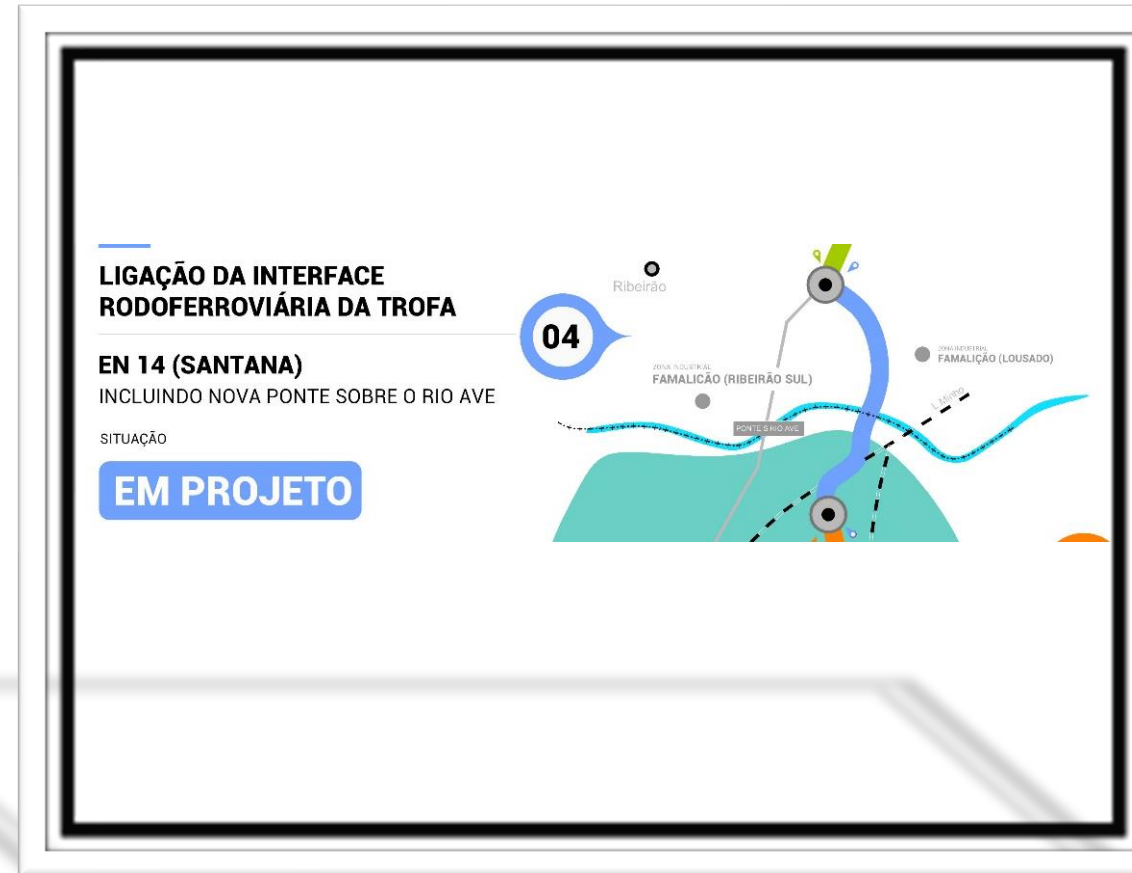 LIGAÇÃO DA INTERFACE
RODOFERROVIÁRIA DA TROFA
EN 14 (SANTANA)
INCLUINDO NOVA PONTE SOBRE O RIO AVE
SITUAÇÃO
EM PROJETO
04
Ribeirão
ZONA INDUSTRIAL
FAMALICÃO (RIBEIRÃO SUL)
PONTE S RIO AVE
ZONA INDUSTRIAL
FAMALIÇÃO (LOUSADO)
L.Minho